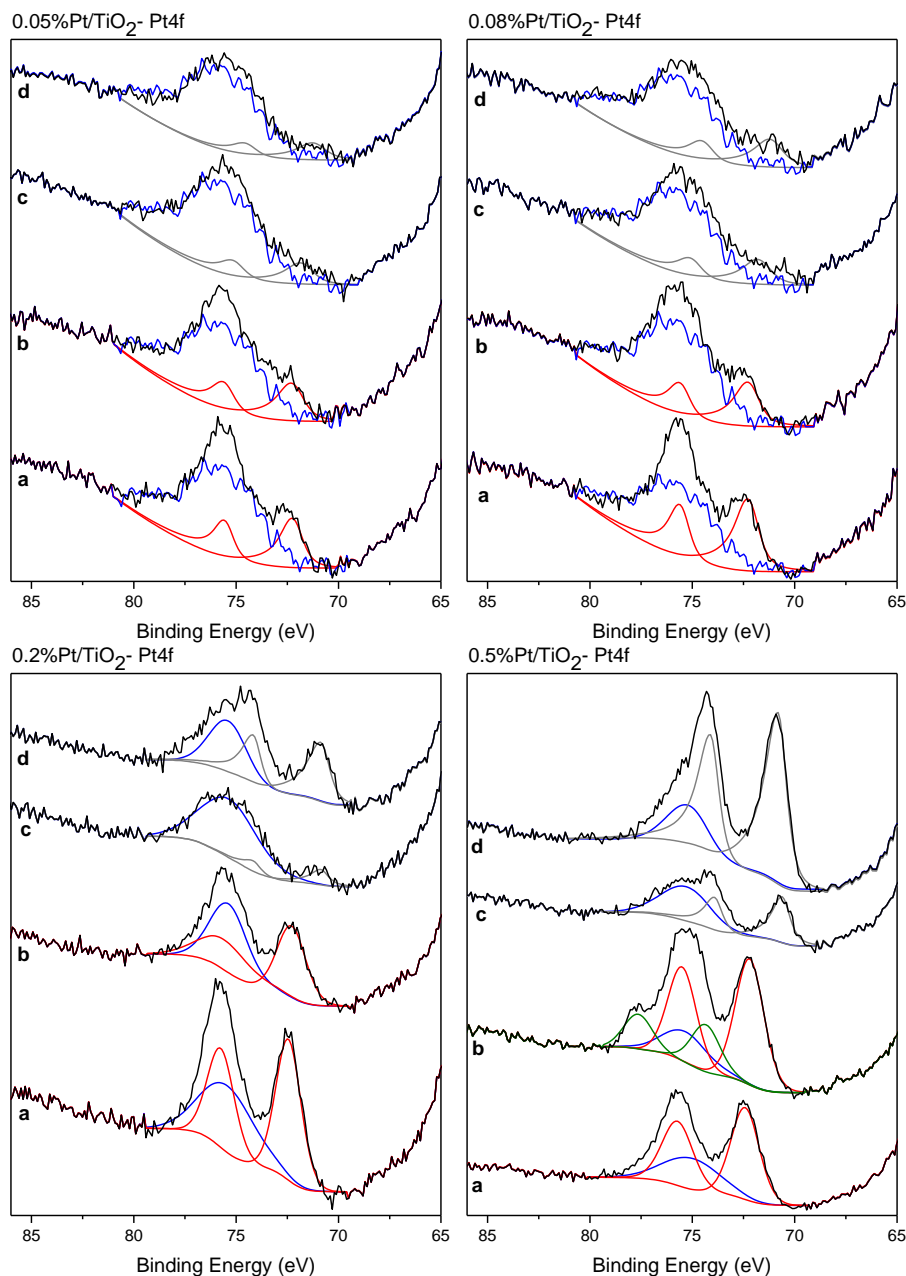 0.05%Pt/TiO2- Pt4f
d
c
b
a
85 80 75 70 65
Binding Energy (eV)
0.08%Pt/TiO2- Pt4f
d
c
b
a
85 80 75 70 65
Binding Energy (eV)
0.2%Pt/TiO2- Pt4f
d
c
b
a
85 80 75 70 65
Binding Energy (eV)
0.5%Pt/TiO2- Pt4f
d
c
b
a
85 80 75 70 65
Binding Energy (eV)